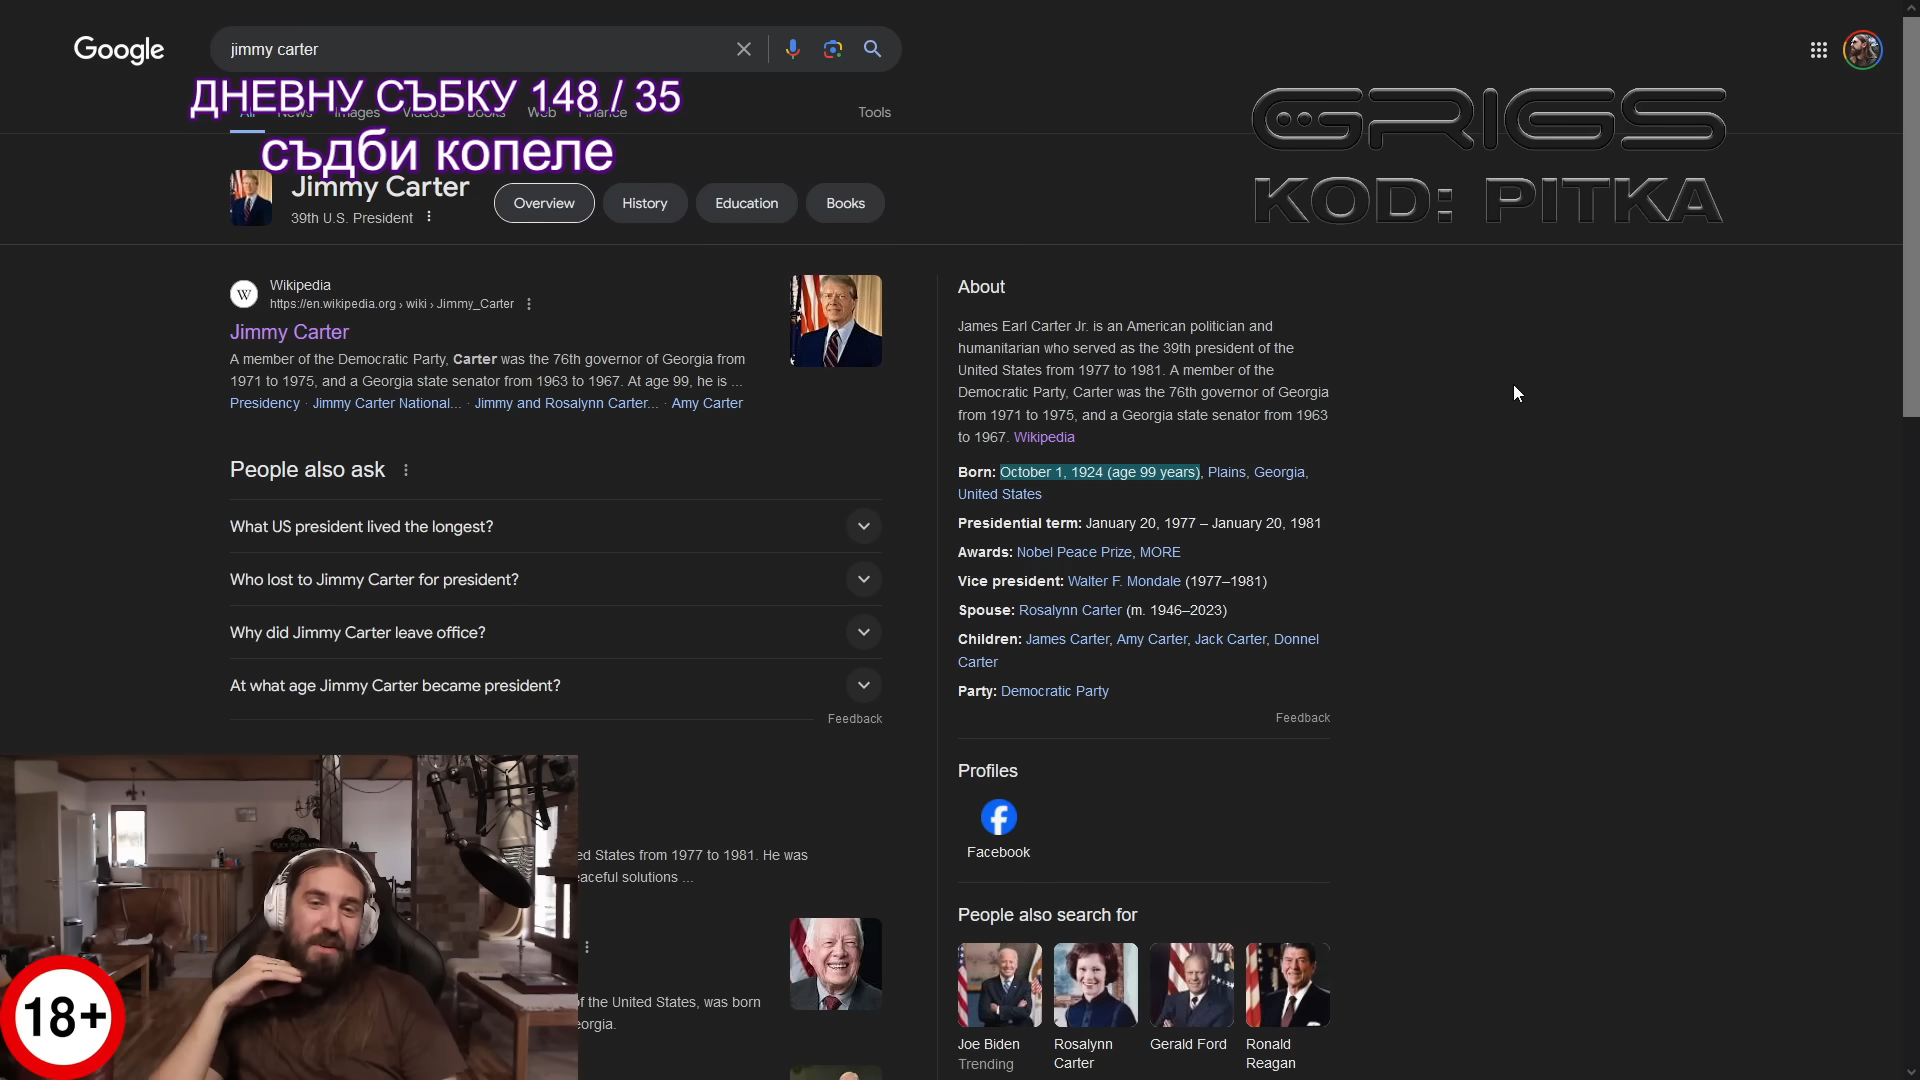 Google
jimmy carter
ДНЕВНУ СЪБКУ 148 / 35
All News Images Videos Books Web Finance Tools
съдби копеле
GRIGS
KOD: PITKA
Jimmy Carter
39th U.S. President
Overview
History
Education
Books
W
Wikipedia
https://en.wikipedia.org › wiki › Jimmy_Carter
Jimmy Carter
A member of the Democratic Party, Carter was the 76th governor of Georgia from
1971 to 1975, and a Georgia state senator from 1963 to 1967. At age 99, he is ...
Presidency · Jimmy Carter National... · Jimmy and Rosalynn Carter... · Amy Carter
People also ask
What US president lived the longest?
Who lost to Jimmy Carter for president?
Why did Jimmy Carter leave office?
At what age Jimmy Carter became president?
Feedback
ed States from 1977 to 1981. He was
eaceful solutions ...
of the United States, was born
eorgia.
18+
About
James Earl Carter Jr. is an American politician and
humanitarian who served as the 39th president of the
United States from 1977 to 1981. A member of the
Democratic Party, Carter was the 76th governor of Georgia
from 1971 to 1975, and a Georgia state senator from 1963
to 1967. Wikipedia
Born: October 1, 1924 (age 99 years), Plains, Georgia,
United States
Presidential term: January 20, 1977 – January 20, 1981
Awards: Nobel Peace Prize, MORE
Vice president: Walter F. Mondale (1977–1981)
Spouse: Rosalynn Carter (m. 1946–2023)
Children: James Carter, Amy Carter, Jack Carter, Donnel
Carter
Party: Democratic Party
Feedback
Profiles
Facebook
People also search for
Joe Biden
Trending
Rosalynn
Carter
Gerald Ford
Ronald
Reagan